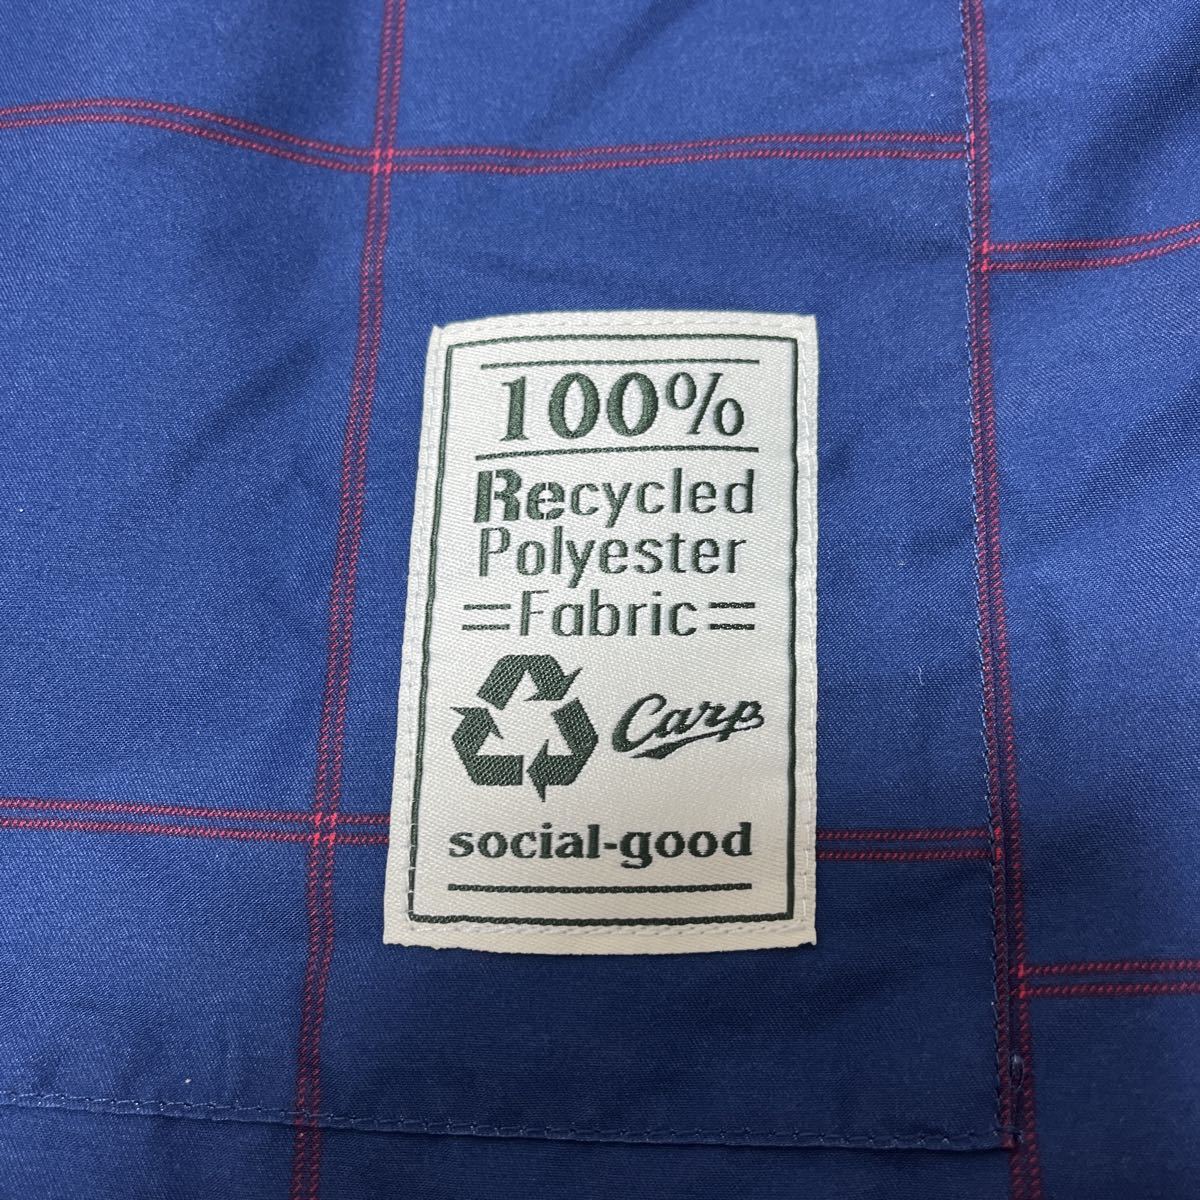 100%
Recycled
Polyester
Fabric
Carp
social-good